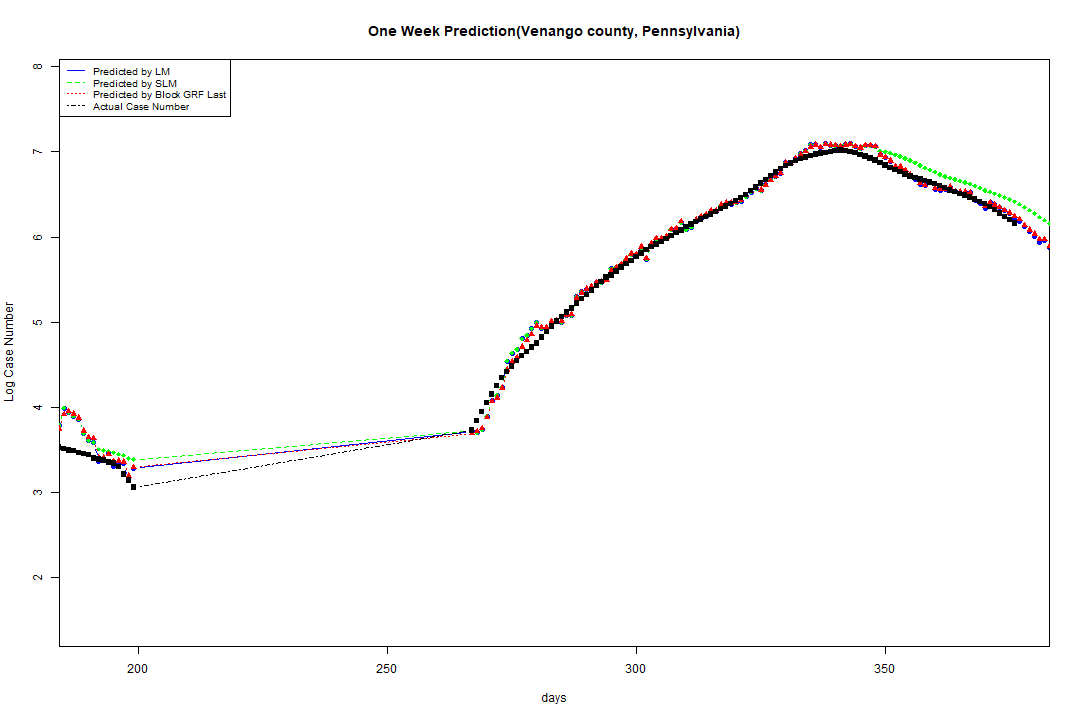 One Week Prediction(Venango county, Pennsylvania)
Predicted by LM
Predicted by SLM
Predicted by Block GRF Last
Actual Case Number
8
7
6
5
4
3
2
Log Case Number
200 250 300 350
days